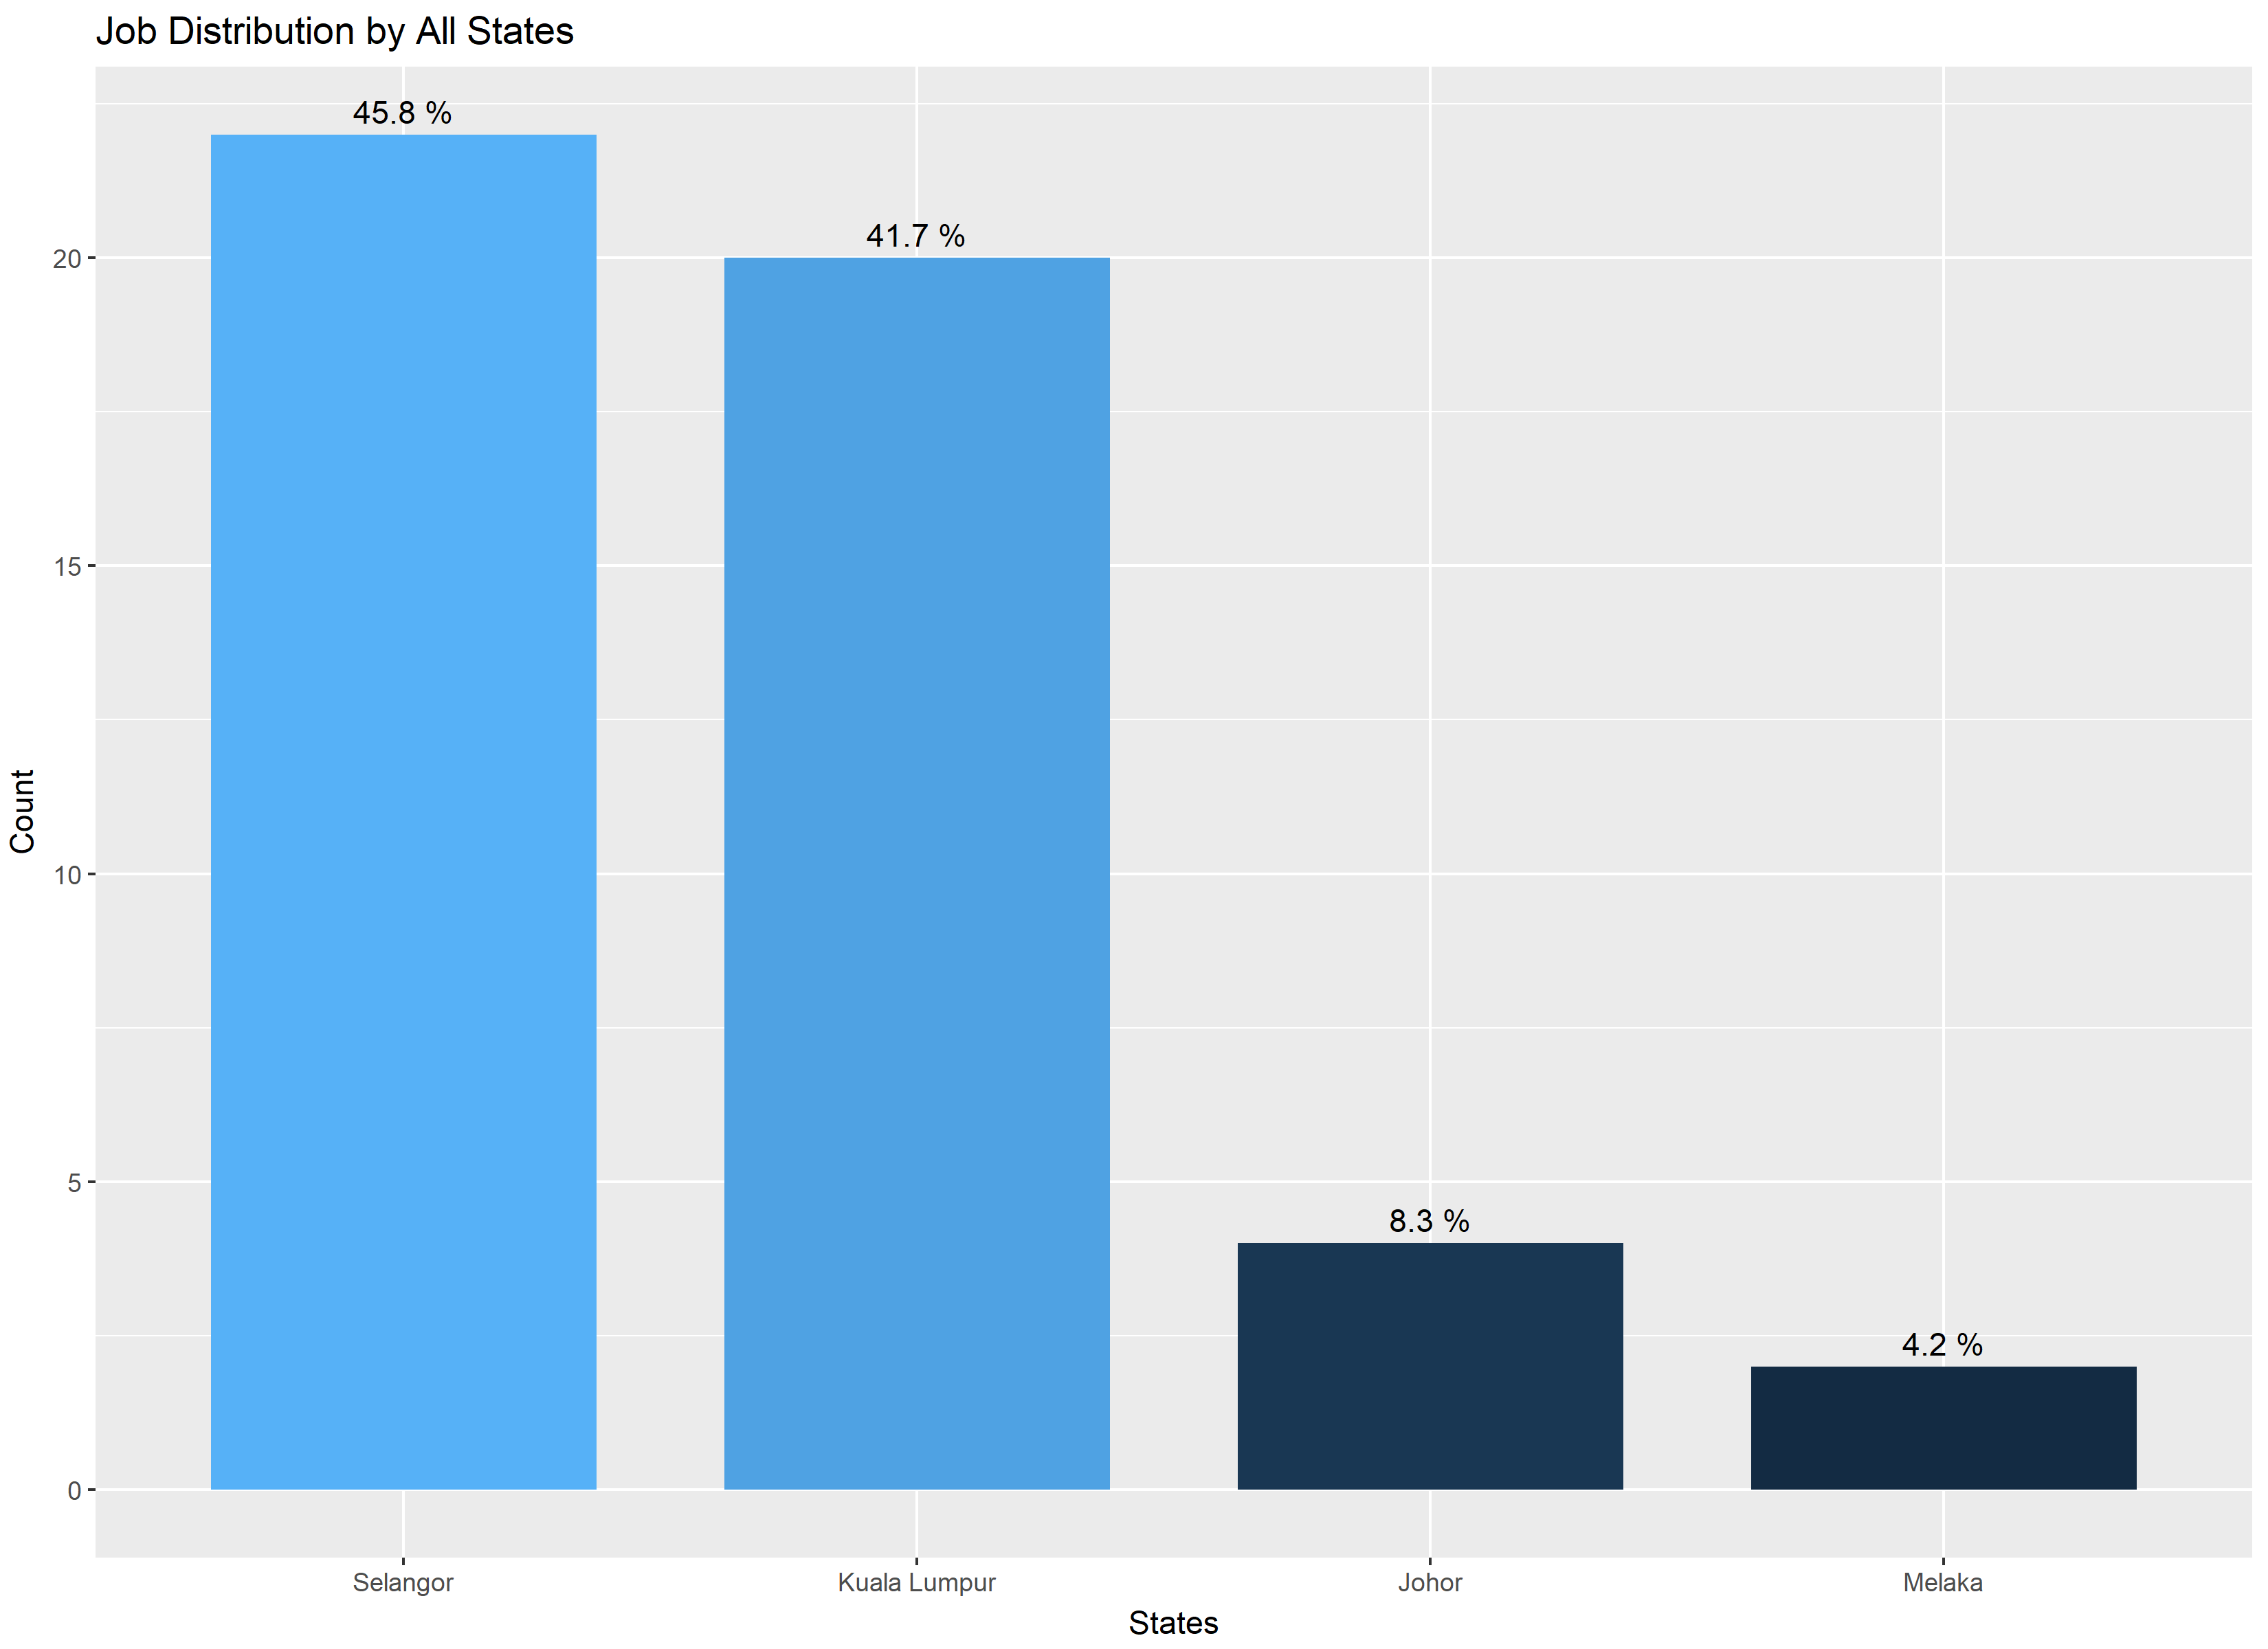 Job Distribution by All States
45.8 %
41.7 %
20
15
Count
10
5
8.3 %
4.2 %
0
Selangor Kuala Lumpur Johor Melaka
States